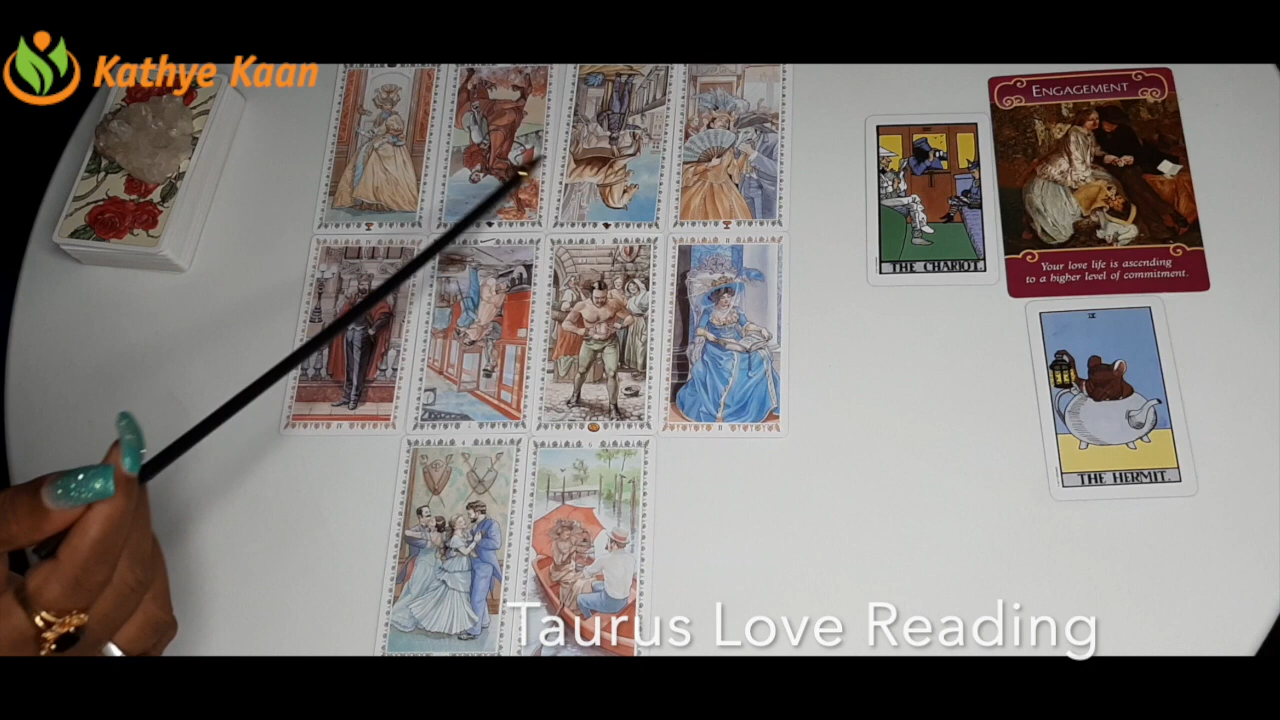 Kathye Kaan
ENGAGEMENT
THE CHARIOT.
Your love life is ascending
to a higher level of commitment.
IX
THE HERMIT.
Taurus Love Reading